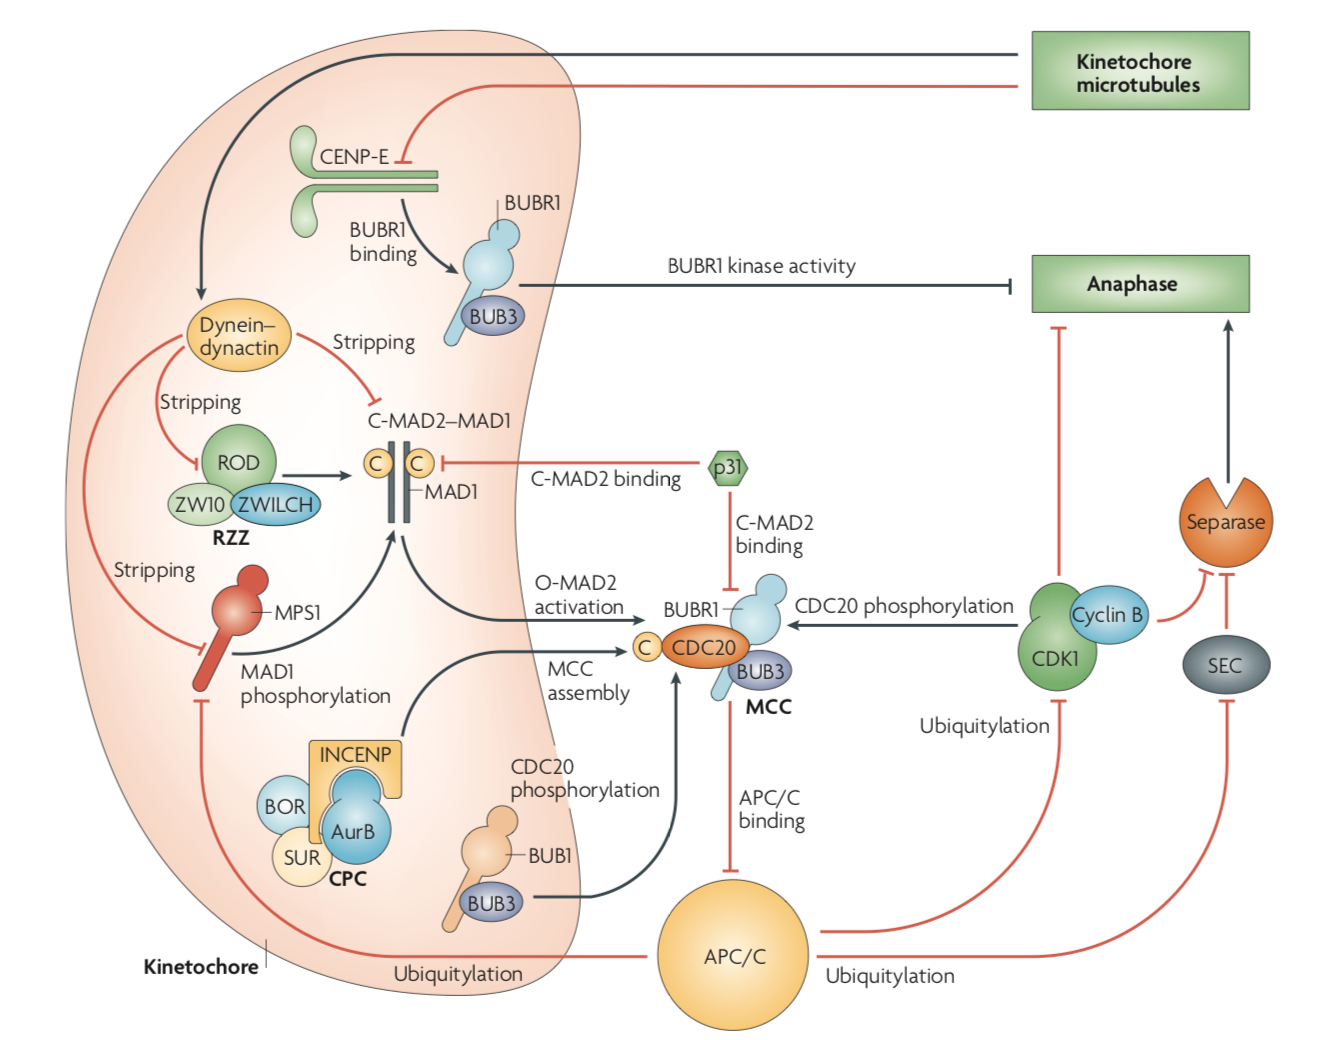 Kinetochore
microtubules
CENP-E
BUBR1
BUBR1
binding
BUB3
BUBR1 kinase activity
Anaphase
Dynein–
dynactin
Stripping
Stripping
C-MAD2–MAD1
ROD
C
C
p31
C-MAD2 binding
MAD1
ZW10
ZWILCH
RZZ
Separase
C-MAD2
binding
Stripping
MPS1
O-MAD2
activation
BUBR1
CDC20 phosphorylation
Cyclin B
C
CDC20
CDK1
SEC
MAD1
phosphorylation
MCC
assembly
BUB3
MCC
Ubiquitylation
INCENP
CDC20
phosphorylation
BOR
AurB
APC/C
binding
SUR
CPC
BUB1
BUB3
APC/C
Kinetochore
Ubiquitylation
Ubiquitylation